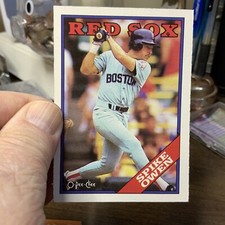 RED SOX
BOSTON
O-Pee-Chee
SPIKE
OWEN